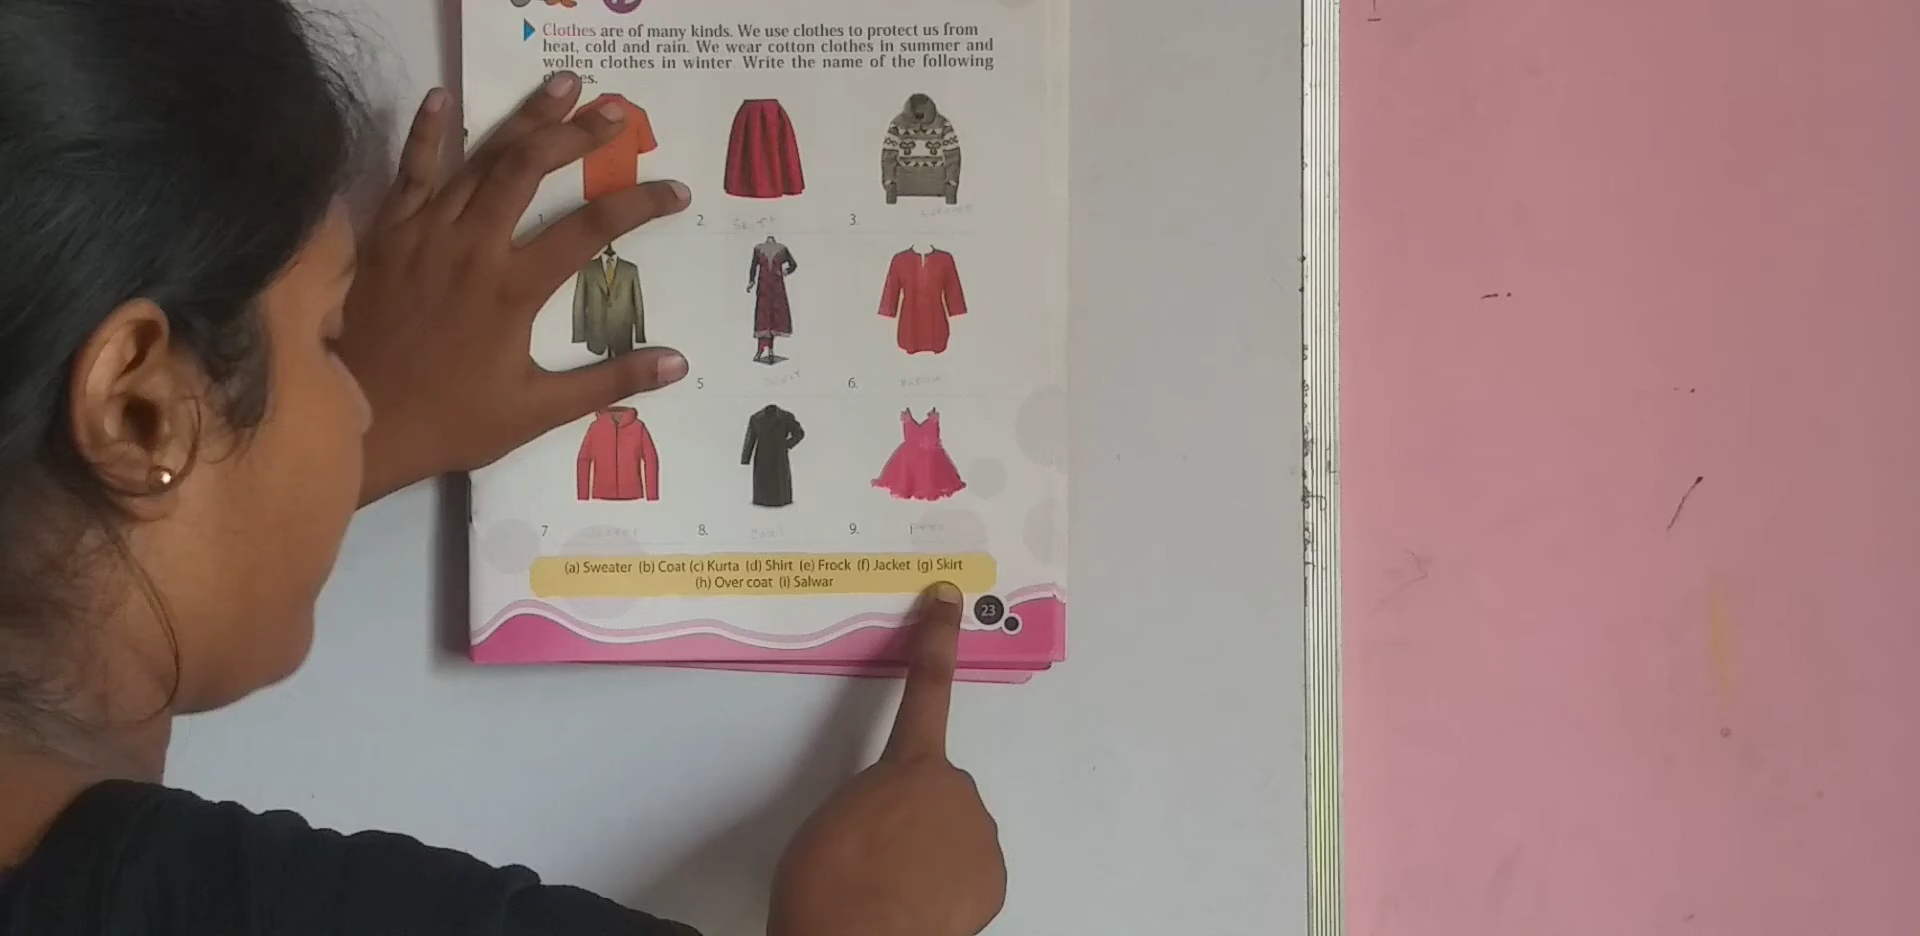 Clothes are of many kinds. We use clothes to protect us from
heat, cold and rain. We wear cotton clothes in summer and
wollen clothes in winter. Write the name of the following
1.
2.
3.
5
6.
7
8.
9.
(a) Sweater (b) Coat (c) Kurta (d) Shirt (e) Frock (f) Jacket (g) Skirt
(h) Over coat (i) Salwar
23